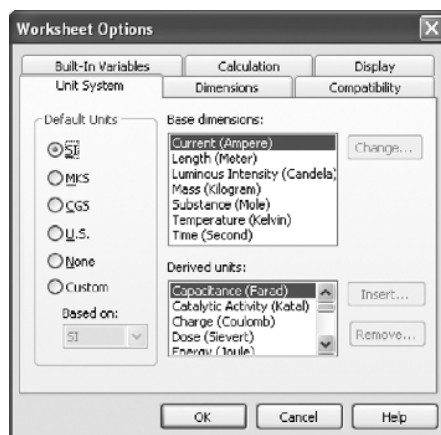 Worksheet Options
Built-In Variables
Calculation
Display
Unit System
Dimensions
Compatibility
Default Units
SI
MKS
CGS
U.S.
None
Custom
Based on:
SI
Base dimensions:
Current (Ampere)
Length (Meter)
Luminous Intensity (Candela)
Mass (Kilogram)
Substance (Mole)
Temperature (Kelvin)
Time (Second)
Change...
Derived units:
Capacitance (Farad)
Catalytic Activity (Katal)
Charge (Coulomb)
Dose (Sievert)
Energy (Joule)
Insert...
Remove...
OK
Cancel
Help